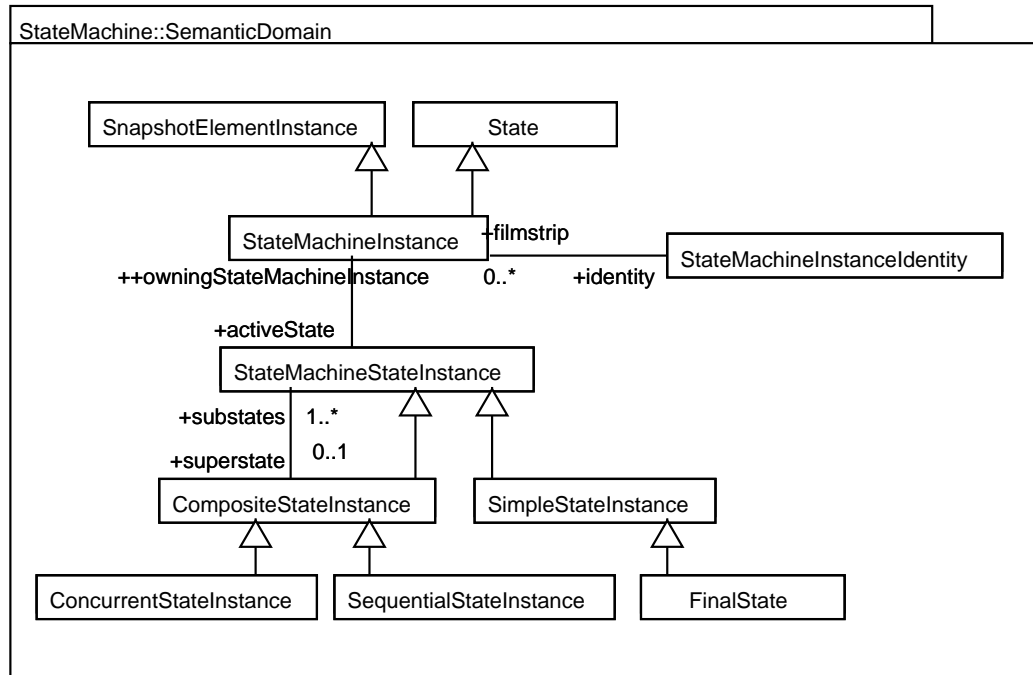 StateMachine::SemanticDomain
SnapshotElementInstance
State
StateMachineInstance
+filmstrip
StateMachineInstanceIdentity
++owningStateMachineInstance
0..*
+identity
+activeState
StateMachineStateInstance
+substates
1..*
+superstate
0..1
CompositeStateInstance
SimpleStateInstance
ConcurrentStateInstance
SequentialStateInstance
FinalState